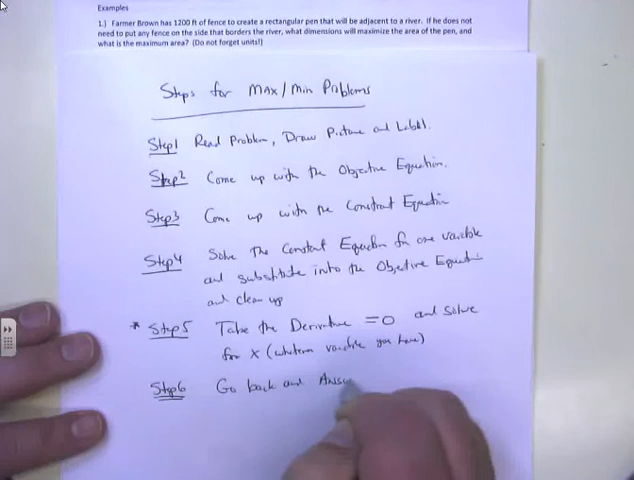 Examples
1.) Farmer Brown has 1200 ft of fence to create a rectangular pen that will be adjacent to a river. If he does not
need to put any fence on the side that borders the river, what dimensions will maximize the area of the pen, and
what is the maximum area? (Do not forget units!)
Steps for Max/Min Problems
Step1 Read Problem, Draw Picture and Label.
Step2 Come up with the Objective Equation.
Step3 Come up with the Constraint Equation
Step4 Solve the Constraint Equation for one variable
and substitute into the Objective Equation
and clean up
* Step5 Take the Derivative =0 and solve
for x (whatever variable you have)
Step6 Go back and Answ